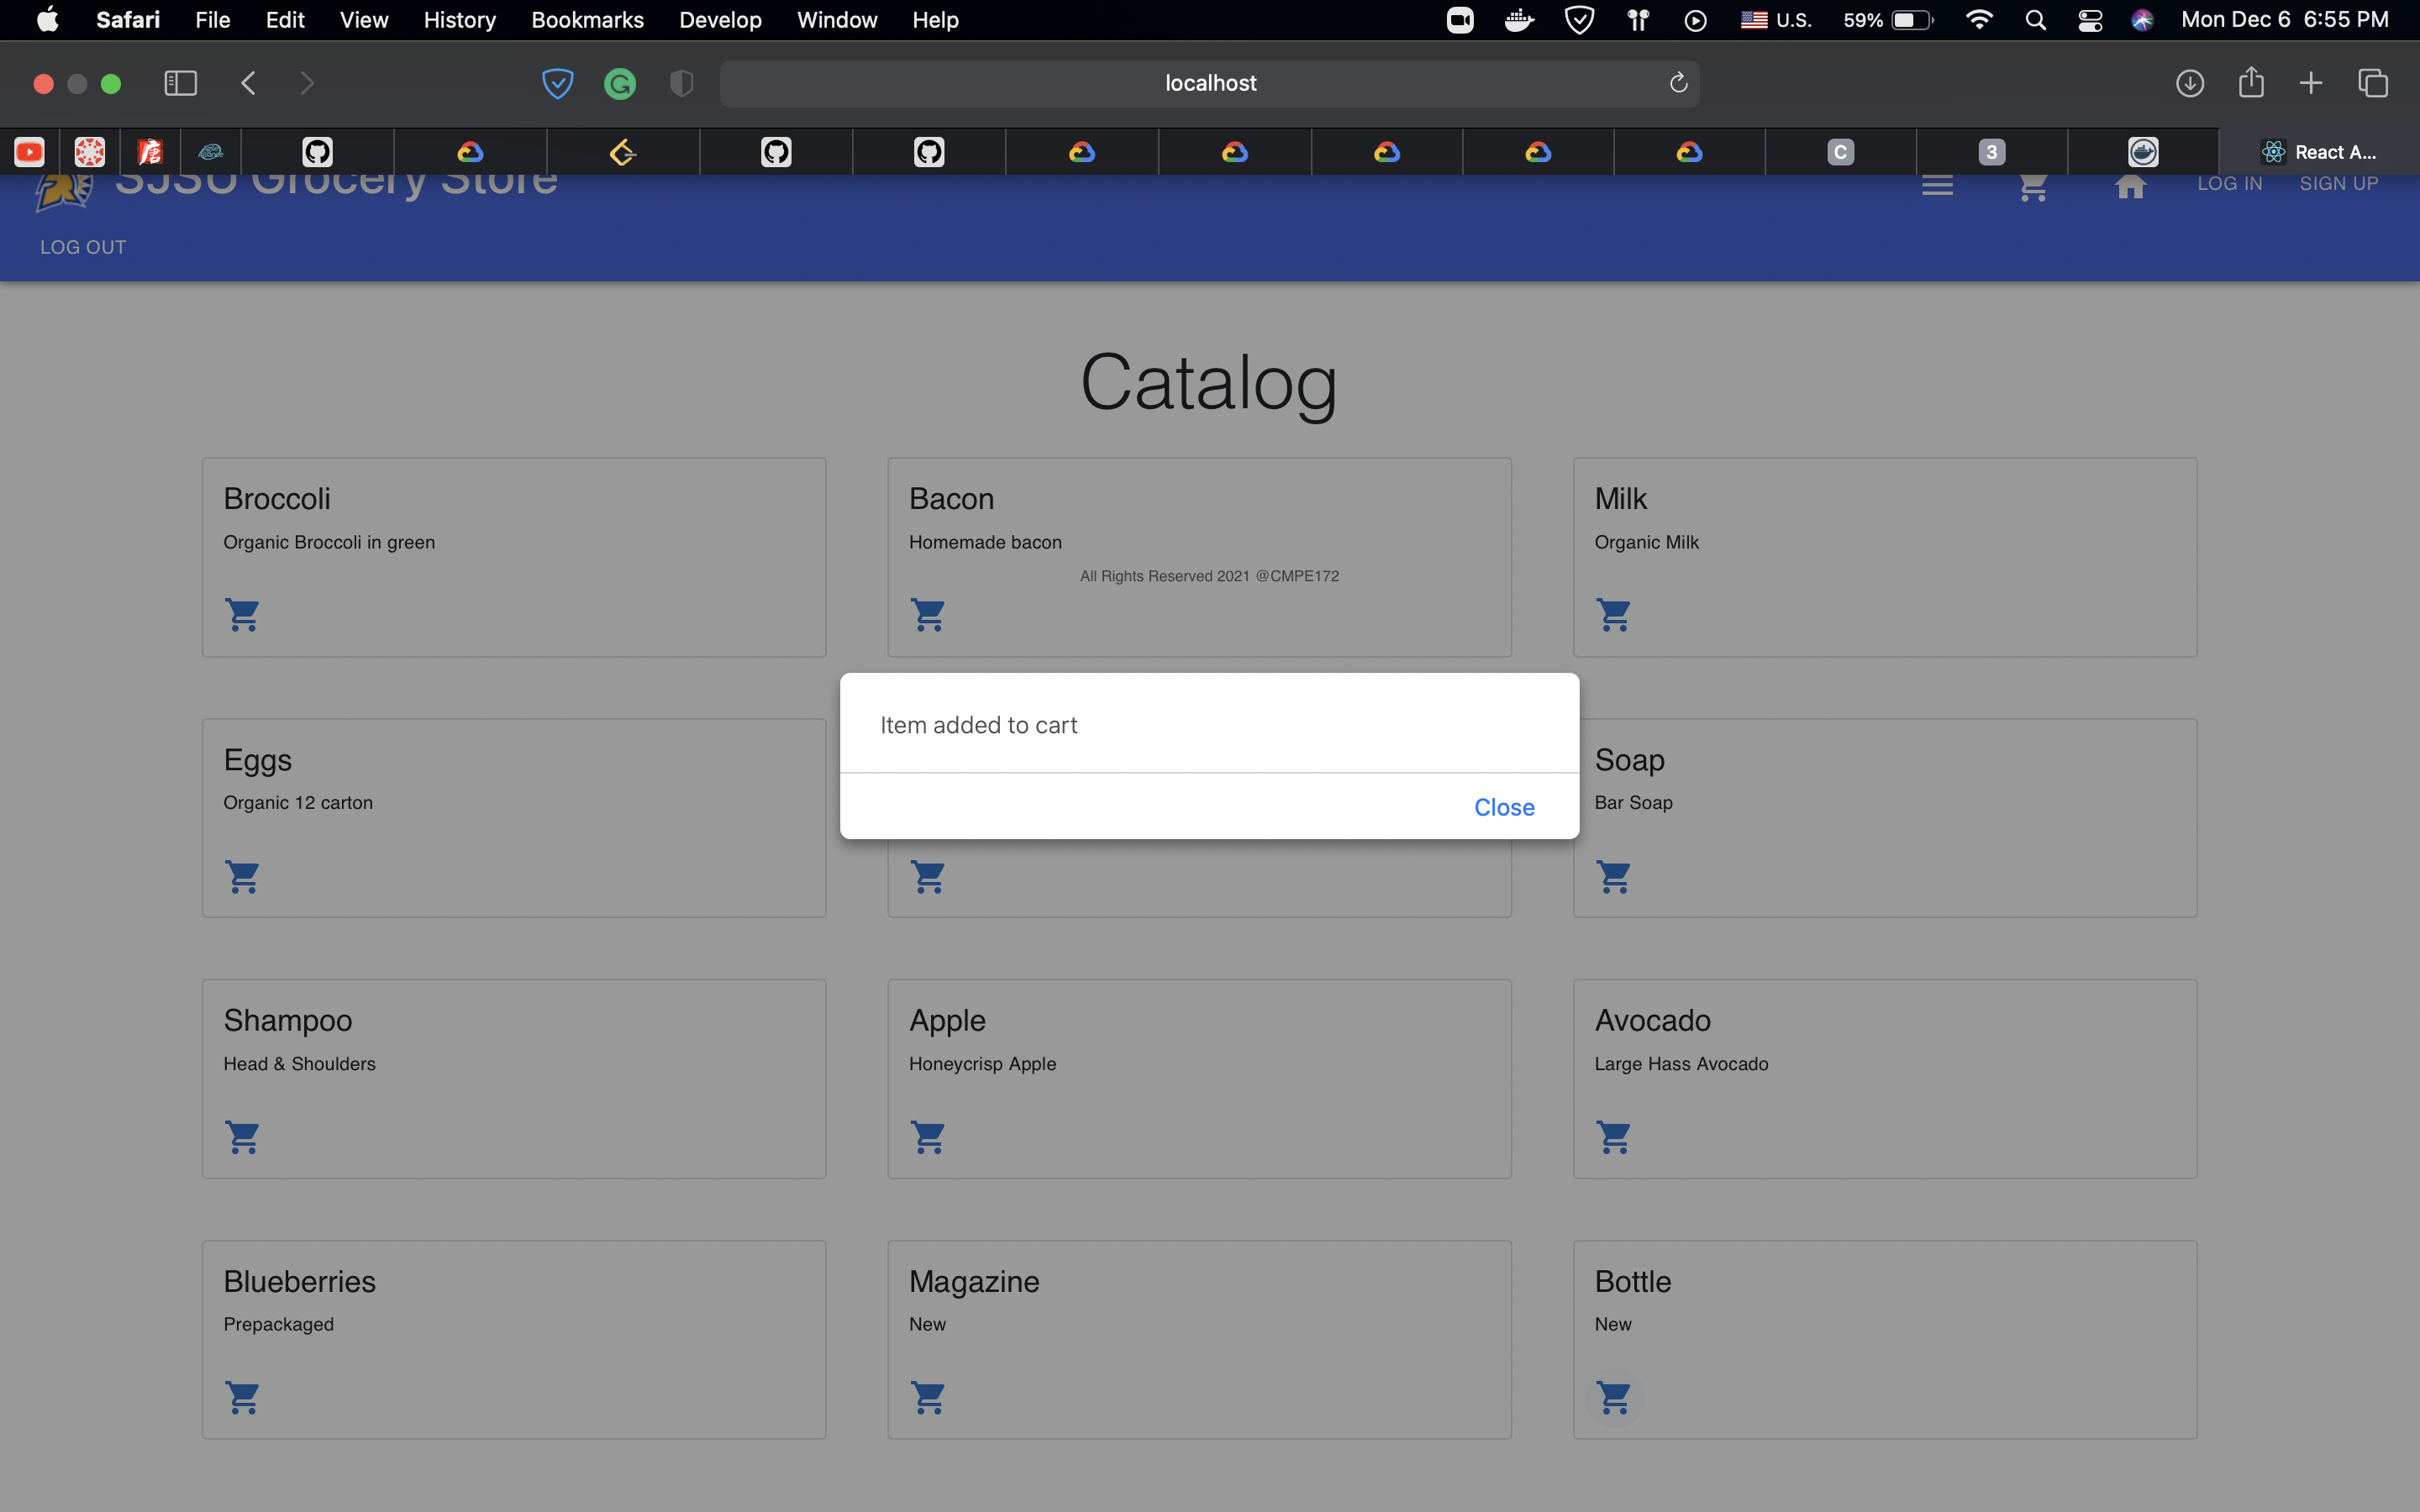 Safari File Edit View History Bookmarks Develop Window Help U.S. 59% Mon Dec 6 6:55 PM
localhost
C 3 React A...
SJSU Grocery Store LOG IN SIGN UP
LOG OUT
Catalog
Broccoli Bacon Milk
Organic Broccoli in green Homemade bacon Organic Milk
All Rights Reserved 2021 @CMPE172
Item added to cart
Eggs Soap
Organic 12 carton Close Bar Soap
Shampoo Apple Avocado
Head & Shoulders Honeycrisp Apple Large Hass Avocado
Blueberries Magazine Bottle
Prepackaged New New